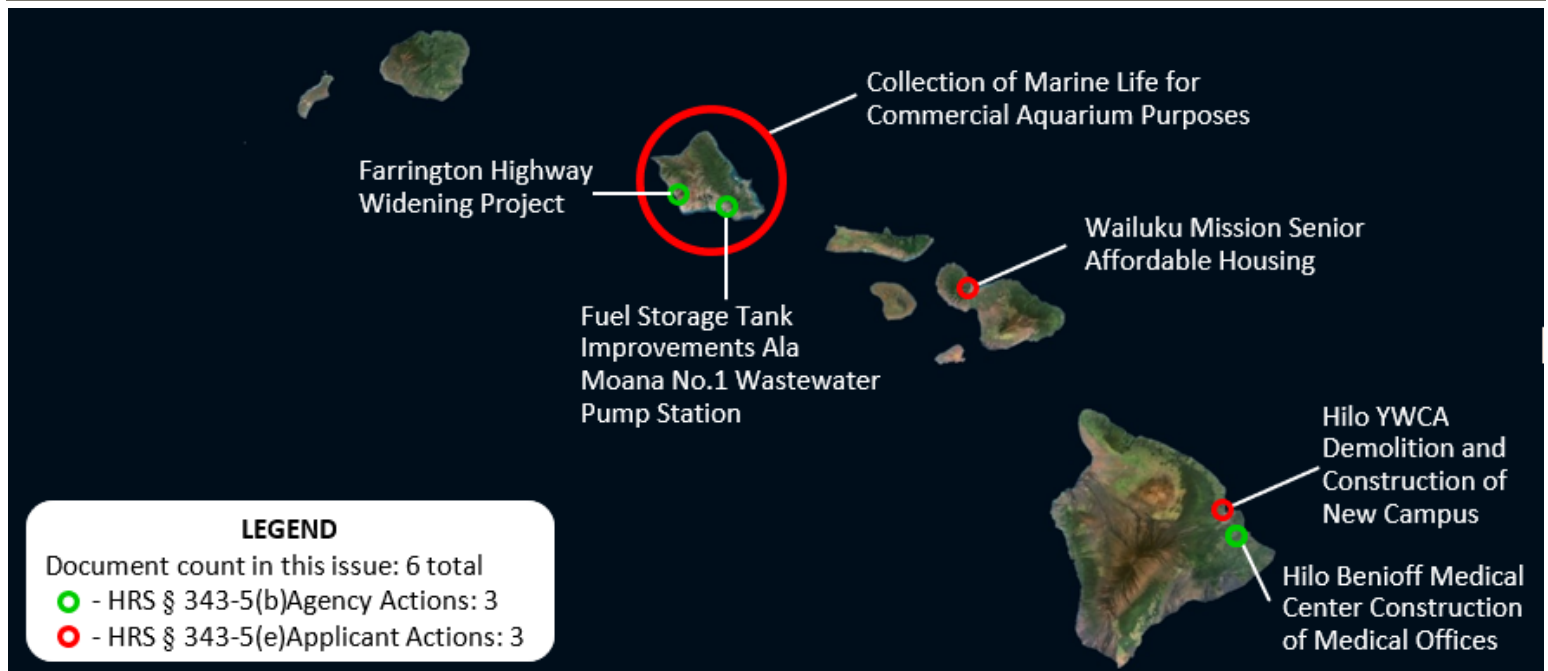 Collection of Marine Life for
Commercial Aquarium Purposes
Farrington Highway
Widening Project
Wailuku Mission Senior
Affordable Housing
Fuel Storage Tank
Improvements Ala
Moana No.1 Wastewater
Pump Station
Hilo YWCA
Demolition and
Construction of
New Campus
Hilo Benioff Medical
Center Construction
of Medical Offices
LEGEND
Document count in this issue: 6 total
- HRS § 343-5(b)Agency Actions: 3
- HRS § 343-5(e)Applicant Actions: 3